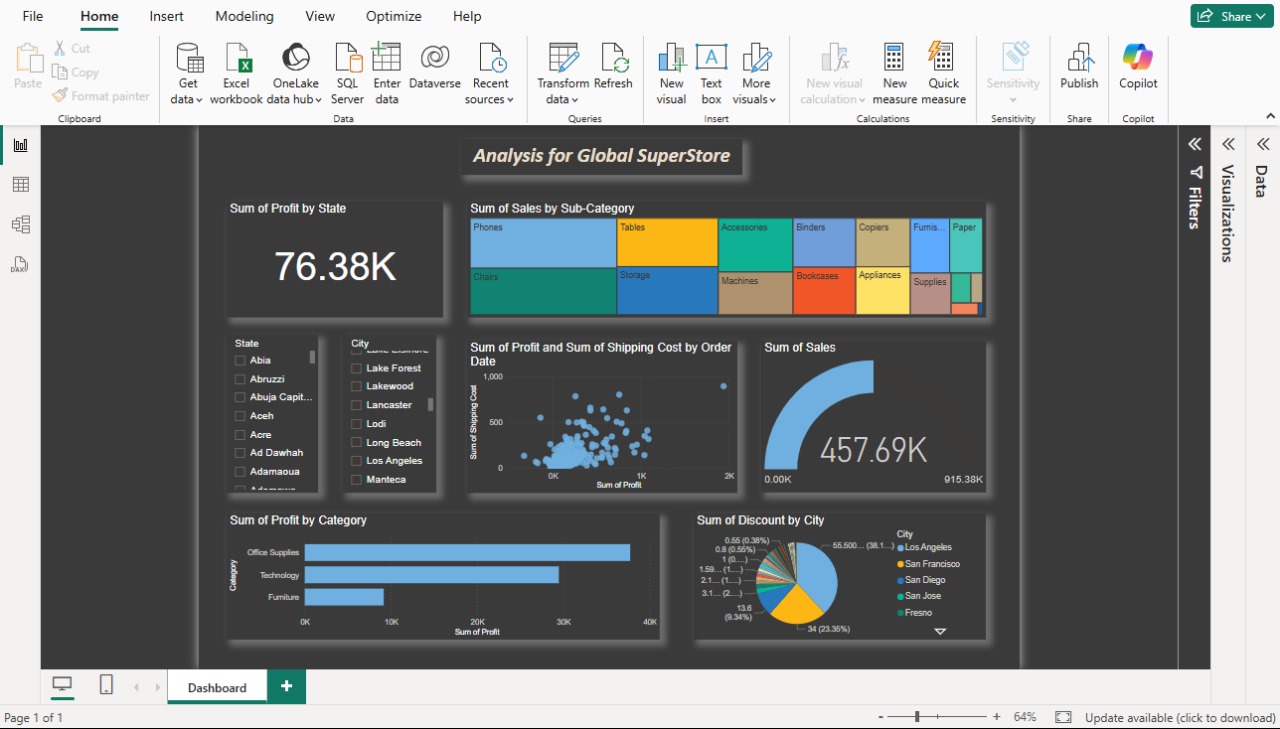 File Home Insert Modeling View Optimize Help Share
Paste
Cut
Copy
Format painter
Clipboard
Get data
Excel workbook
OneLake data hub
SQL Server
Enter data
Dataverse
Recent sources
Data
Transform data
Refresh
Queries
New visual
Text box
More visuals
Insert
New visual calculation
New measure
Quick measure
Calculations
Sensitivity
Sensitivity
Publish
Share
Copilot
Copilot
Analysis for Global SuperStore
Sum of Profit by State
76.38K
Sum of Sales by Sub-Category
Phones
Tables
Accessories
Binders
Copiers
Furnis...
Paper
Chairs
Storage
Machines
Bookcases
Appliances
Supplies
State
Abia
Abruzzi
Abuja Capit...
Aceh
Acre
Ad Dawhah
Adamaoua
City
Lake Forest
Lakewood
Lancaster
Lodi
Long Beach
Los Angeles
Manteca
Sum of Profit and Sum of Shipping Cost by Order
Date
1,000
500
0
Sum of Shipping Cost
0K 1K 2K
Sum of Profit
Sum of Sales
457.69K
0.00K 915.38K
Sum of Profit by Category
Category
Office Supplies
Technology
Furniture
0K 10K 20K 30K 40K
Sum of Profit
Sum of Discount by City
0.55 (0.38%)
0.8 (0.55%)
1 (0....)
1.59... (1....)
2.1... (1....)
3.1... (2....)
13.6
(9.34%)
34 (23.35%)
55.500... (38.1...)
City
Los Angeles
San Francisco
San Diego
San Jose
Fresno
Filters
Visualizations
Data
DAX
Dashboard
Page 1 of 1
- + 64% Update available (click to download)